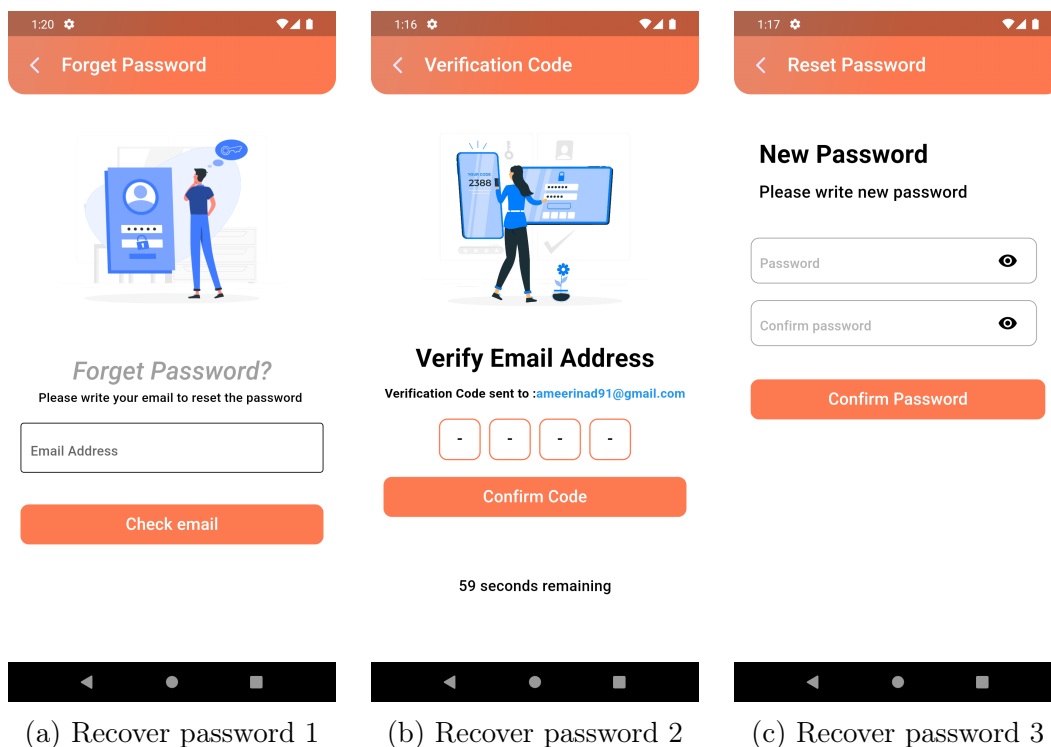 1:20
Forget Password
Forget Password?
Please write your email to reset the password
Email Address
Check email
(a) Recover password 1
1:16
Verification Code
YOUR CODE
2388
Verify Email Address
Verification Code sent to :ameerinad91@gmail.com
- - - -
Confirm Code
59 seconds remaining
(b) Recover password 2
1:17
Reset Password
New Password
Please write new password
Password
Confirm password
Confirm Password
(c) Recover password 3